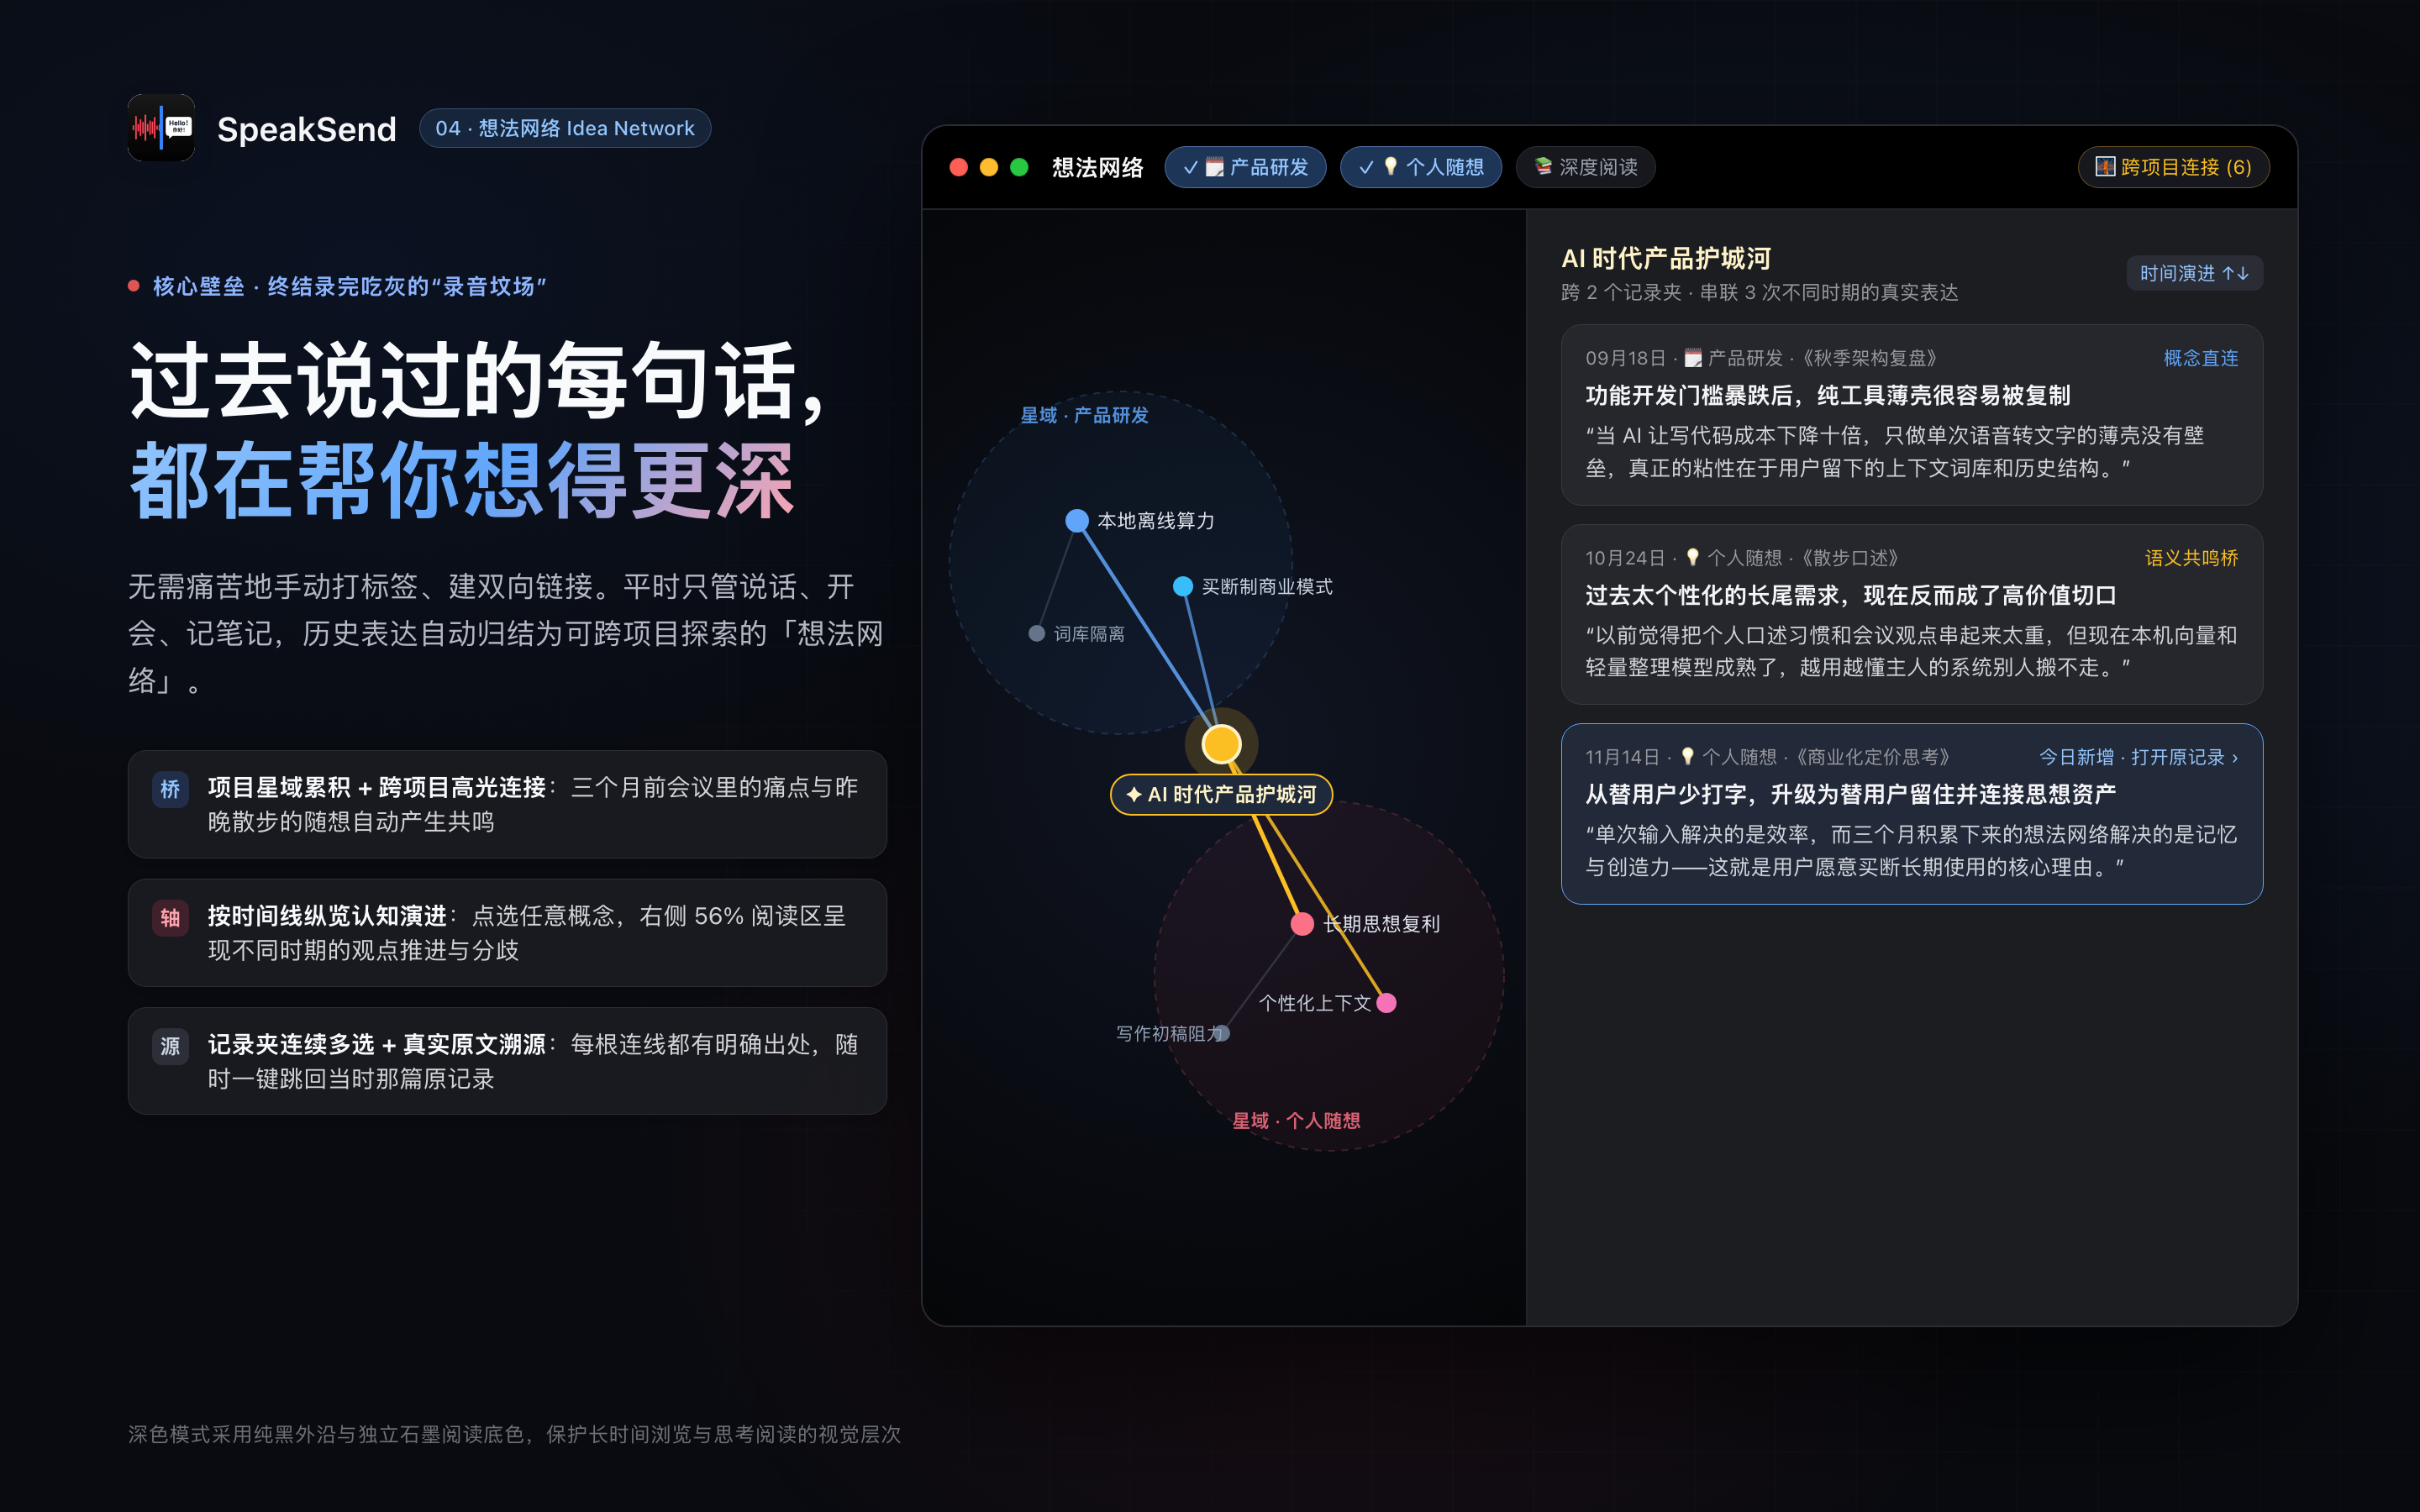 Hello!
你好!
SpeakSend
04 · 想法网络 Idea Network
核心壁垒 · 终结录完吃灰的“录音坟场”
过去说过的每句话，
都在帮你想得更深
无需痛苦地手动打标签、建双向链接。平时只管说话、开
会、记笔记，历史表达自动归结为可跨项目探索的「想法网
络」。
桥
项目星域累积 + 跨项目高光连接：三个月前会议里的痛点与昨
晚散步的随想自动产生共鸣
轴
按时间线纵览认知演进：点选任意概念，右侧 56% 阅读区呈
现不同时期的观点推进与分歧
源
记录夹连续多选 + 真实原文溯源：每根连线都有明确出处，随
时一键跳回当时那篇原记录
深色模式采用纯黑外沿与独立石墨阅读底色，保护长时间浏览与思考阅读的视觉层次
想法网络
✓ 🗓️ 产品研发
✓ 💡 个人随想
📚 深度阅读
🌉 跨项目连接 (6)
星域 · 产品研发
本地离线算力
买断制商业模式
词库隔离
✦ AI 时代产品护城河
长期思想复利
个性化上下文
写作初稿阻力
星域 · 个人随想
AI 时代产品护城河
跨 2 个记录夹 · 串联 3 次不同时期的真实表达
时间演进 ↑↓
09月18日 · 🗓️ 产品研发 ·《秋季架构复盘》
概念直连
功能开发门槛暴跌后，纯工具薄壳很容易被复制
“当 AI 让写代码成本下降十倍，只做单次语音转文字的薄壳没有壁
垒，真正的粘性在于用户留下的上下文词库和历史结构。”
10月24日 · 💡 个人随想 ·《散步口述》
语义共鸣桥
过去太个性化的长尾需求，现在反而成了高价值切口
“以前觉得把个人口述习惯和会议观点串起来太重，但现在本机向量和
轻量整理模型成熟了，越用越懂主人的系统别人搬不走。”
11月14日 · 💡 个人随想 ·《商业化定价思考》
今日新增 · 打开原记录 ›
从替用户少打字，升级为替用户留住并连接思想资产
“单次输入解决的是效率，而三个月积累下来的想法网络解决的是记忆
与创造力——这就是用户愿意买断长期使用的核心理由。”